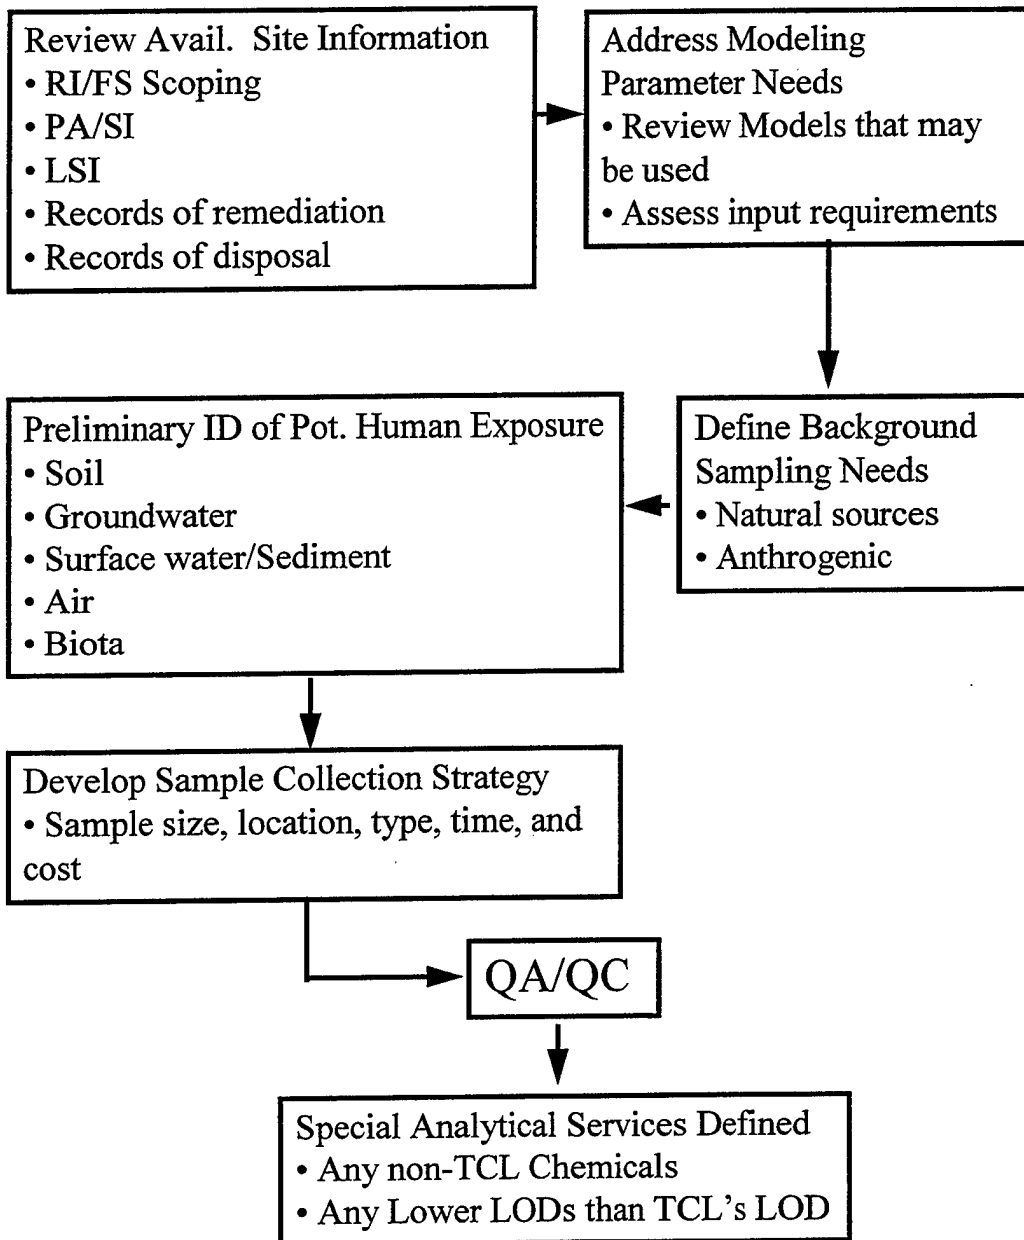 Review Avail. Site Information
• RI/FS Scoping
• PA/SI
• LSI
• Records of remediation
• Records of disposal
Address Modeling
Parameter Needs
• Review Models that may
be used
• Assess input requirements
Define Background
Sampling Needs
• Natural sources
• Anthrogenic
Preliminary ID of Pot. Human Exposure
• Soil
• Groundwater
• Surface water/Sediment
• Air
• Biota
Develop Sample Collection Strategy
• Sample size, location, type, time, and
cost
QA/QC
Special Analytical Services Defined
• Any non-TCL Chemicals
• Any Lower LODs than TCL's LOD